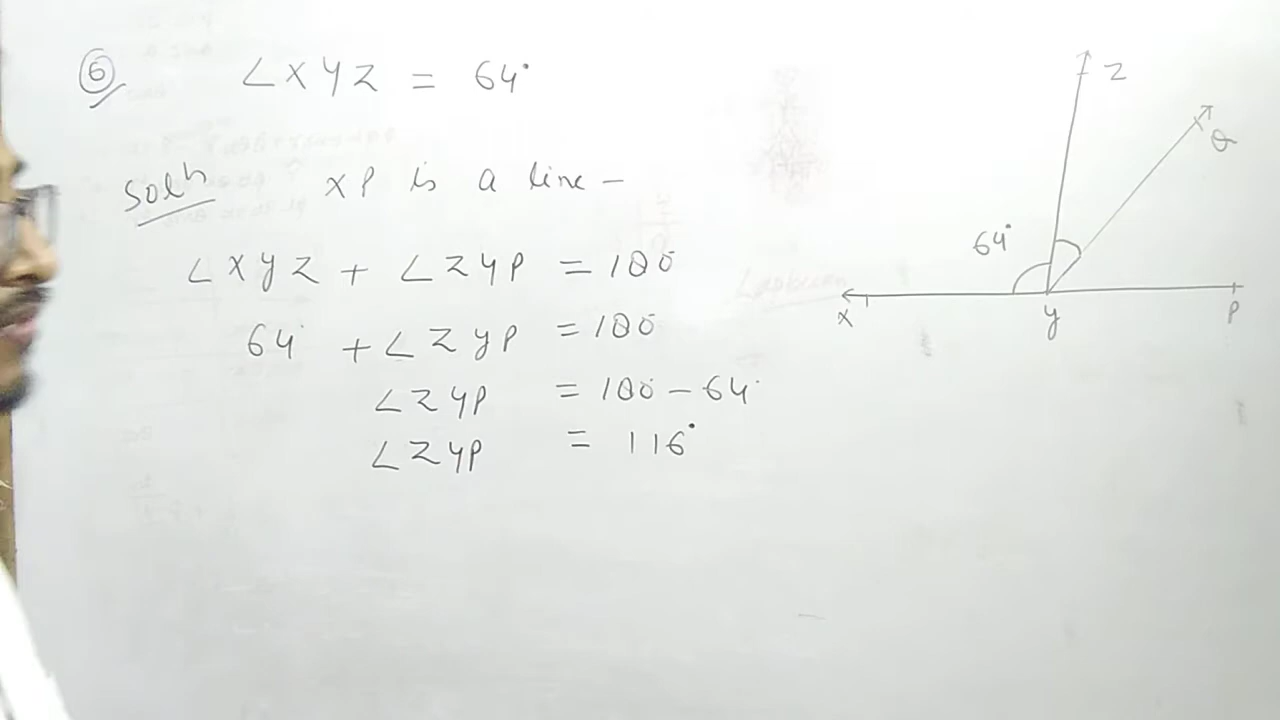 6 ∠XYZ = 64°
Solⁿ XP is a line –
∠XYZ + ∠ZYP = 180°
64° + ∠ZYP = 180°
∠ZYP = 180° – 64°
∠ZYP = 116°
Z
Q
64°
X
Y
P